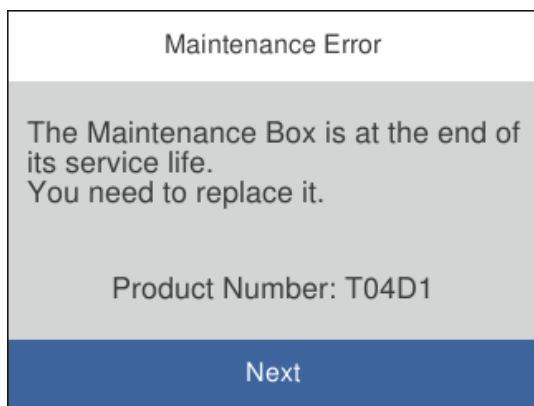 Maintenance Error
The Maintenance Box is at the end of
its service life.
You need to replace it.
Product Number: T04D1
Next